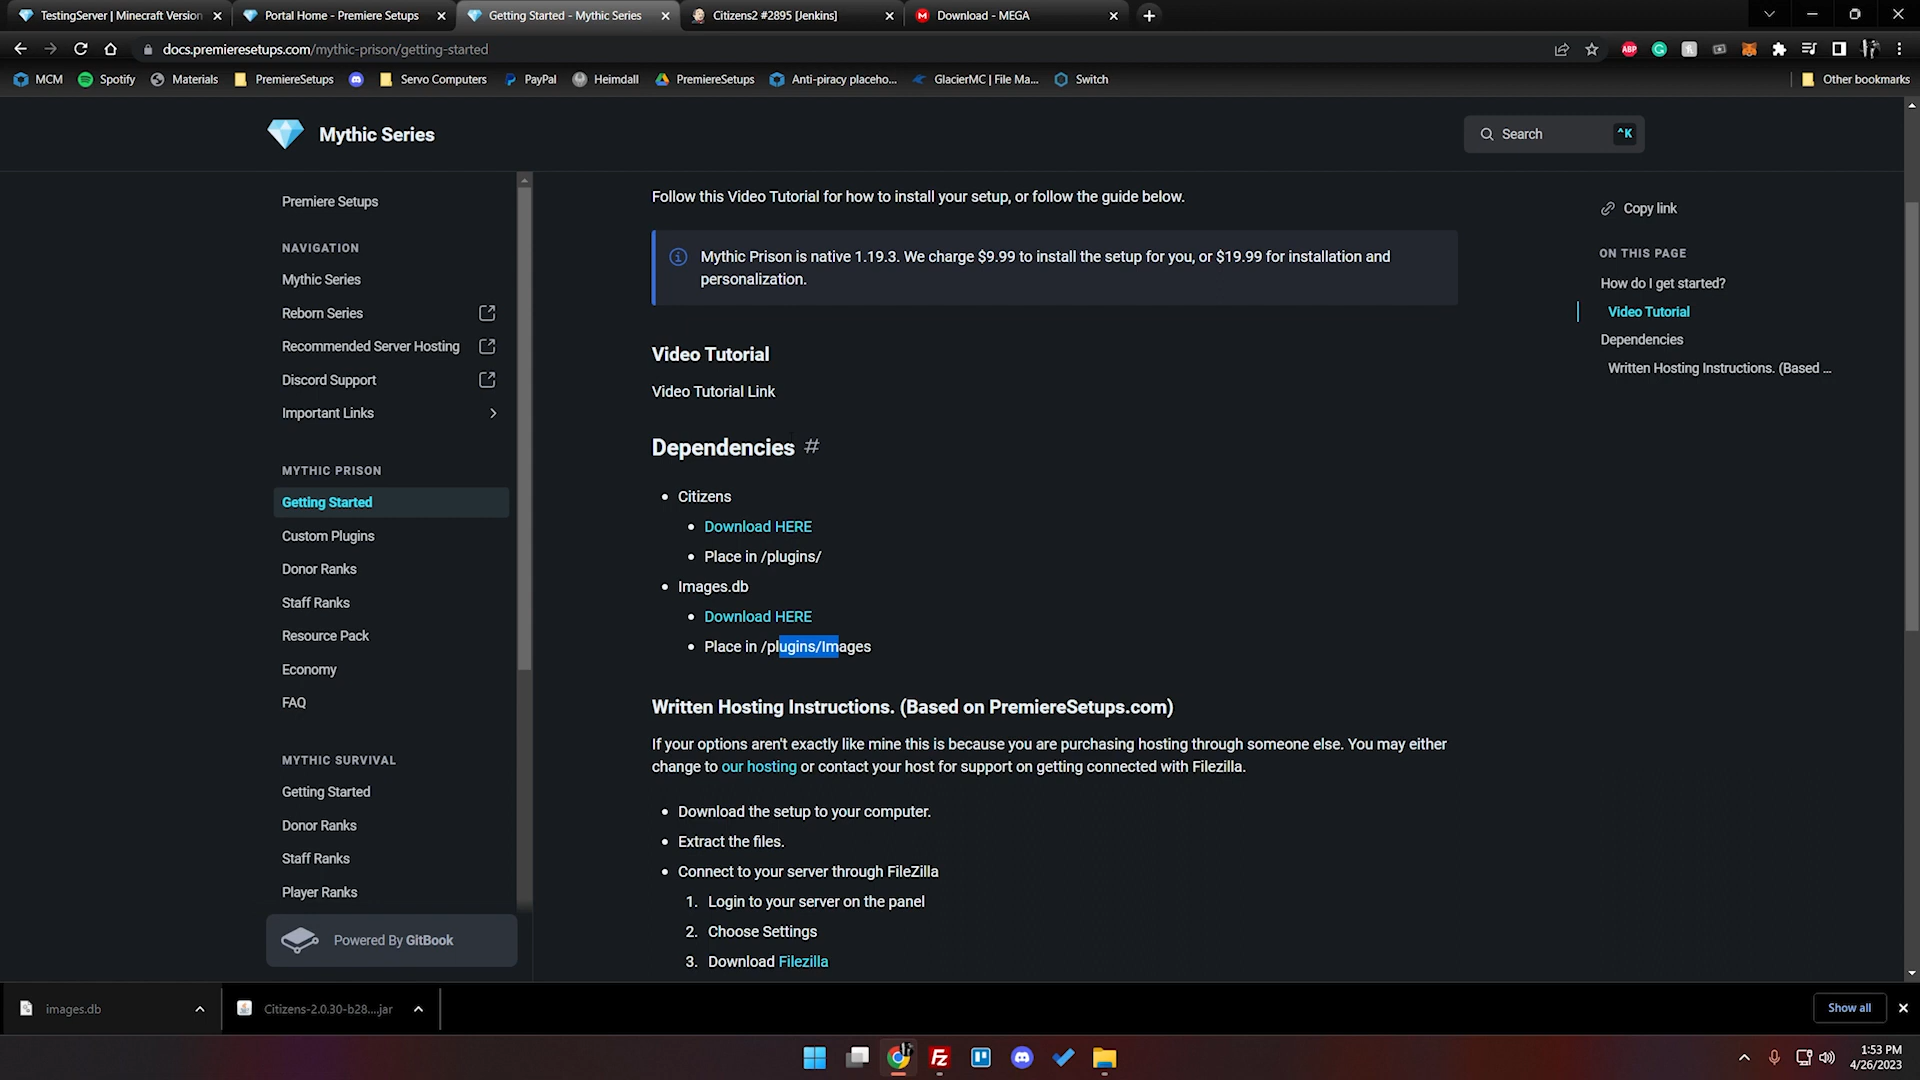 TestingServer | Minecraft Version
Portal Home - Premiere Setups
Getting Started - Mythic Series
Citizens2 #2895 [Jenkins]
Download - MEGA
docs.premieresetups.com/mythic-prison/getting-started
MCM
Spotify
Materials
PremiereSetups
Servo Computers
PayPal
Heimdall
PremiereSetups
Anti-piracy placeho...
GlacierMC | File Ma...
Switch
Other bookmarks
Mythic Series
Search
^K
Premiere Setups
NAVIGATION
Mythic Series
Reborn Series
Recommended Server Hosting
Discord Support
Important Links
MYTHIC PRISON
Getting Started
Custom Plugins
Donor Ranks
Staff Ranks
Resource Pack
Economy
FAQ
MYTHIC SURVIVAL
Getting Started
Donor Ranks
Staff Ranks
Player Ranks
Powered By GitBook
Follow this Video Tutorial for how to install your setup, or follow the guide below.
Mythic Prison is native 1.19.3. We charge $9.99 to install the setup for you, or $19.99 for installation and
personalization.
Video Tutorial
Video Tutorial Link
Dependencies #
• Citizens
• Download HERE
• Place in /plugins/
• Images.db
• Download HERE
• Place in /plugins/Images
Written Hosting Instructions. (Based on PremiereSetups.com)
If your options aren't exactly like mine this is because you are purchasing hosting through someone else. You may either
change to our hosting or contact your host for support on getting connected with Filezilla.
• Download the setup to your computer.
• Extract the files.
• Connect to your server through FileZilla
1. Login to your server on the panel
2. Choose Settings
3. Download Filezilla
Copy link
ON THIS PAGE
How do I get started?
Video Tutorial
Dependencies
Written Hosting Instructions. (Based ...
images.db
Citizens-2.0.30-b28....jar
Show all
1:53 PM
4/26/2023